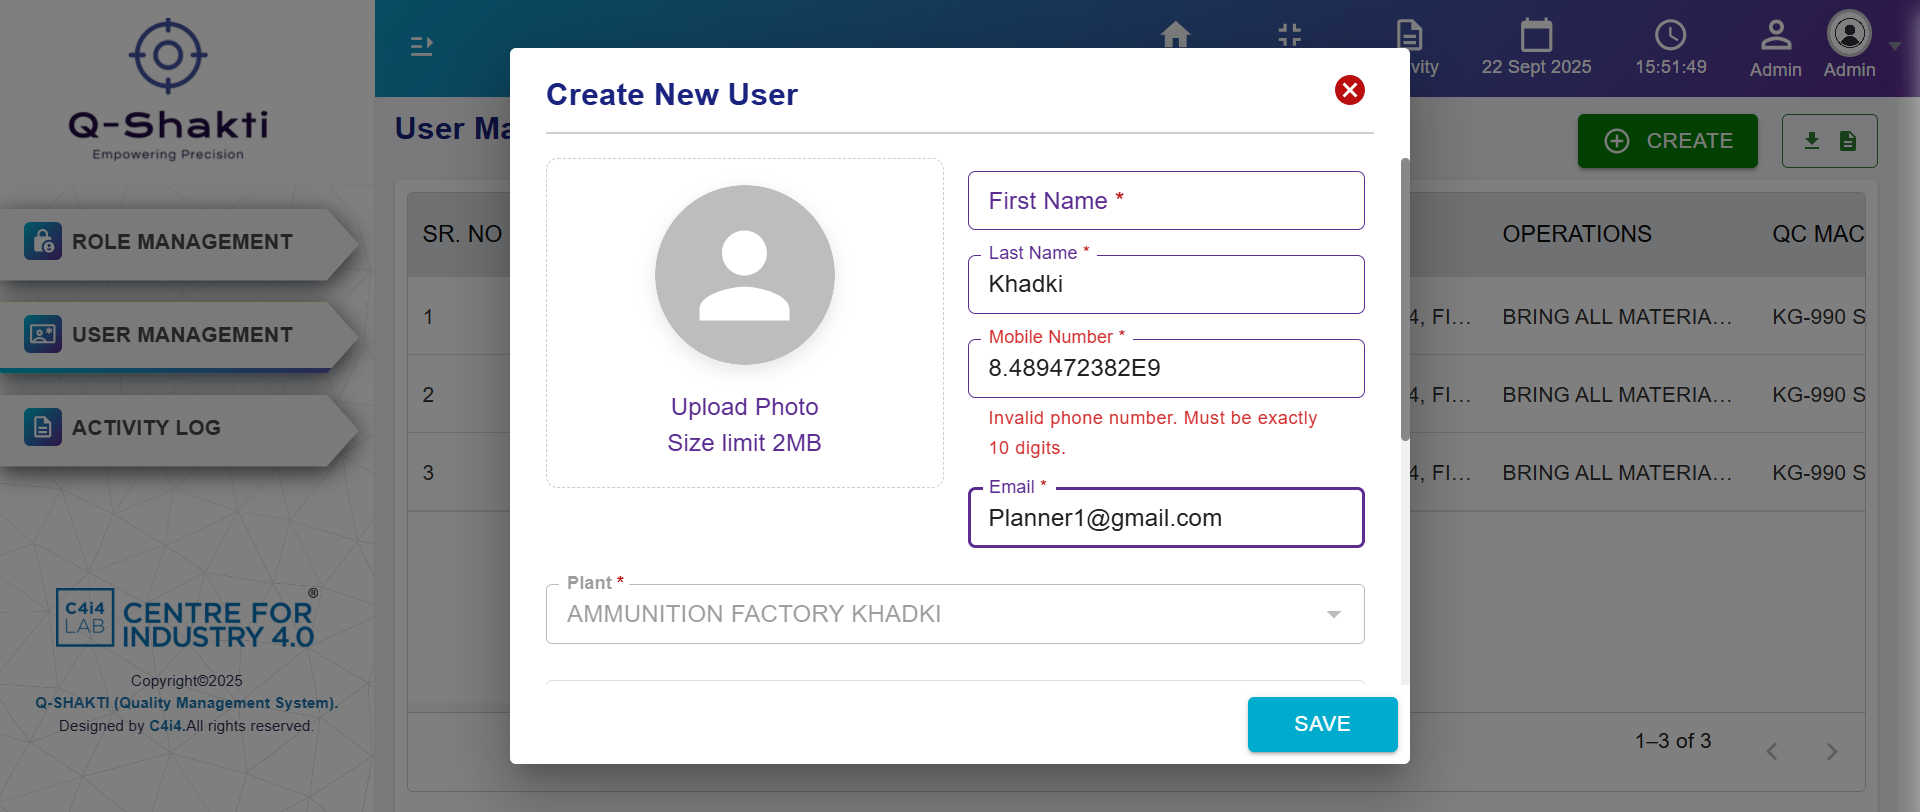 Q-Shakti
Empowering Precision
ROLE MANAGEMENT
USER MANAGEMENT
ACTIVITY LOG
C4i4
LAB
CENTRE FOR
INDUSTRY 4.0
®
Copyright©2025
Q-SHAKTI (Quality Management System).
Designed by C4i4.All rights reserved.
vity
22 Sept 2025
15:51:49
Admin
Admin
User Ma
CREATE
SR. NO
OPERATIONS
QC MAC
1
4, FI...
BRING ALL MATERIA...
KG-990 S
2
4, FI...
BRING ALL MATERIA...
KG-990 S
3
4, FI...
BRING ALL MATERIA...
KG-990 S
1–3 of 3
Create New User
Upload Photo
Size limit 2MB
First Name *
Last Name *
Khadki
Mobile Number *
8.489472382E9
Invalid phone number. Must be exactly
10 digits.
Email *
Planner1@gmail.com
Plant *
AMMUNITION FACTORY KHADKI
SAVE